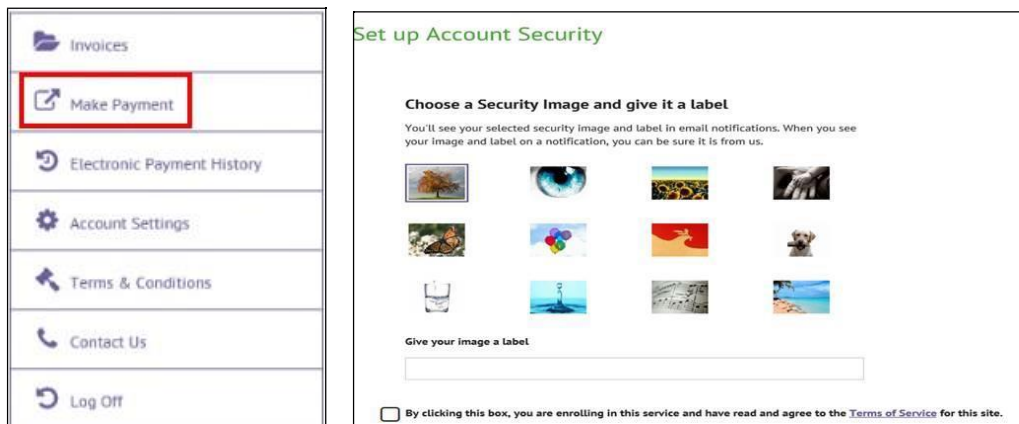 Invoices
Make Payment
Electronic Payment History
Account Settings
Terms & Conditions
Contact Us
Log Off
Set up Account Security
Choose a Security Image and give it a label
You'll see your selected security image and label in email notifications. When you see
your image and label on a notification, you can be sure it is from us.
Give your image a label
By clicking this box, you are enrolling in this service and have read and agree to the Terms of Service for this site.